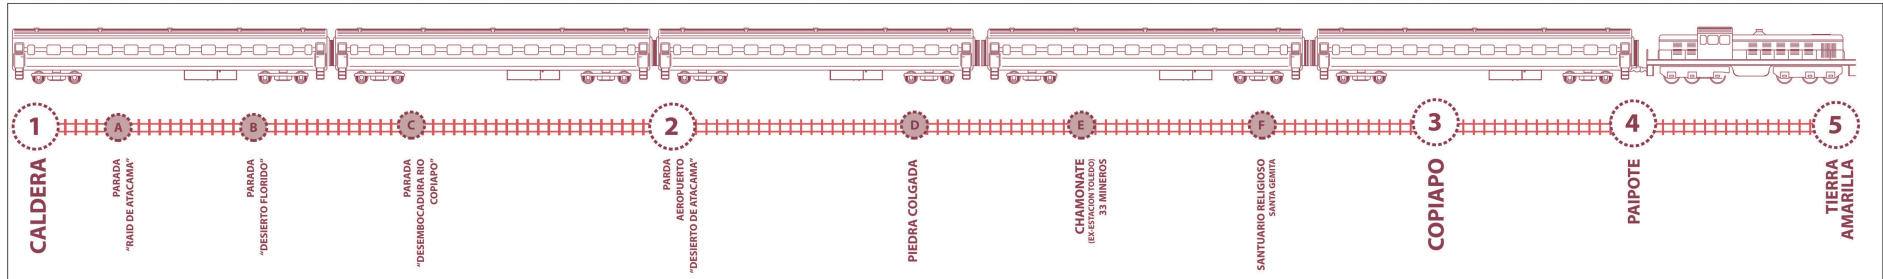 1
CALDERA
A
PARADA
"RAID DE ATACAMA"
B
PARADA
"DESIERTO FLORIDO"
C
PARADA
"DESEMBOCADURA RIO
COPIAPO"
2
PARDA
AEROPUERTO
"DESIERTO DE ATACAMA"
D
PIEDRA COLGADA
E
CHAMONATE
(EX-ESTACION TOLEDO)
33 MINEROS
F
SANTUARIO RELIGIOSO
SANTA GEMITA
3
COPIAPO
4
PAIPOTE
5
TIERRA
AMARILLA